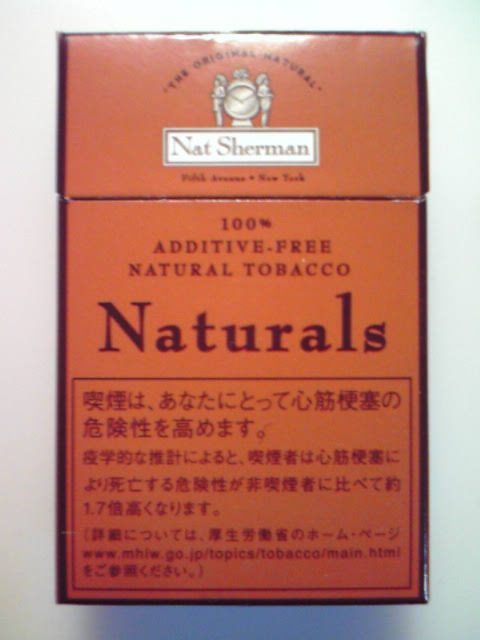 "THE ORIGINAL NATURAL"
Nat Sherman
Fifth Avenue • New York
100%
ADDITIVE-FREE
NATURAL TOBACCO
Naturals
喫煙は、あなたにとって心筋梗塞の
危険性を高めます。
疫学的な推計によると、喫煙者は心筋梗塞に
より死亡する危険性が非喫煙者に比べて約
1.7倍高くなります。
(詳細については、厚生労働省のホーム・ページ
www.mhlw.go.jp/topics/tobacco/main.html
をご参照ください。)